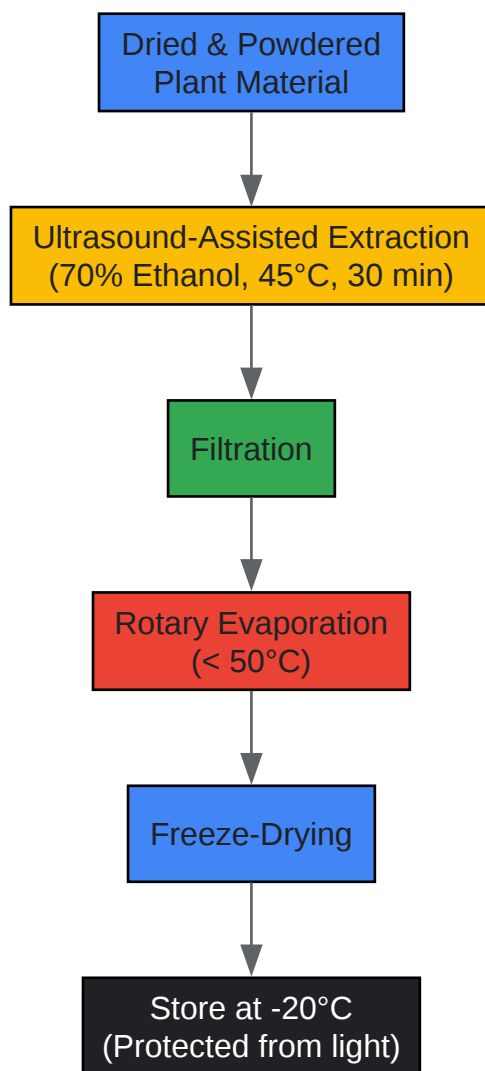 Dried & Powdered
Plant Material
Ultrasound-Assisted Extraction
(70% Ethanol, 45°C, 30 min)
Filtration
Rotary Evaporation
(< 50°C)
Freeze-Drying
Store at -20°C
(Protected from light)